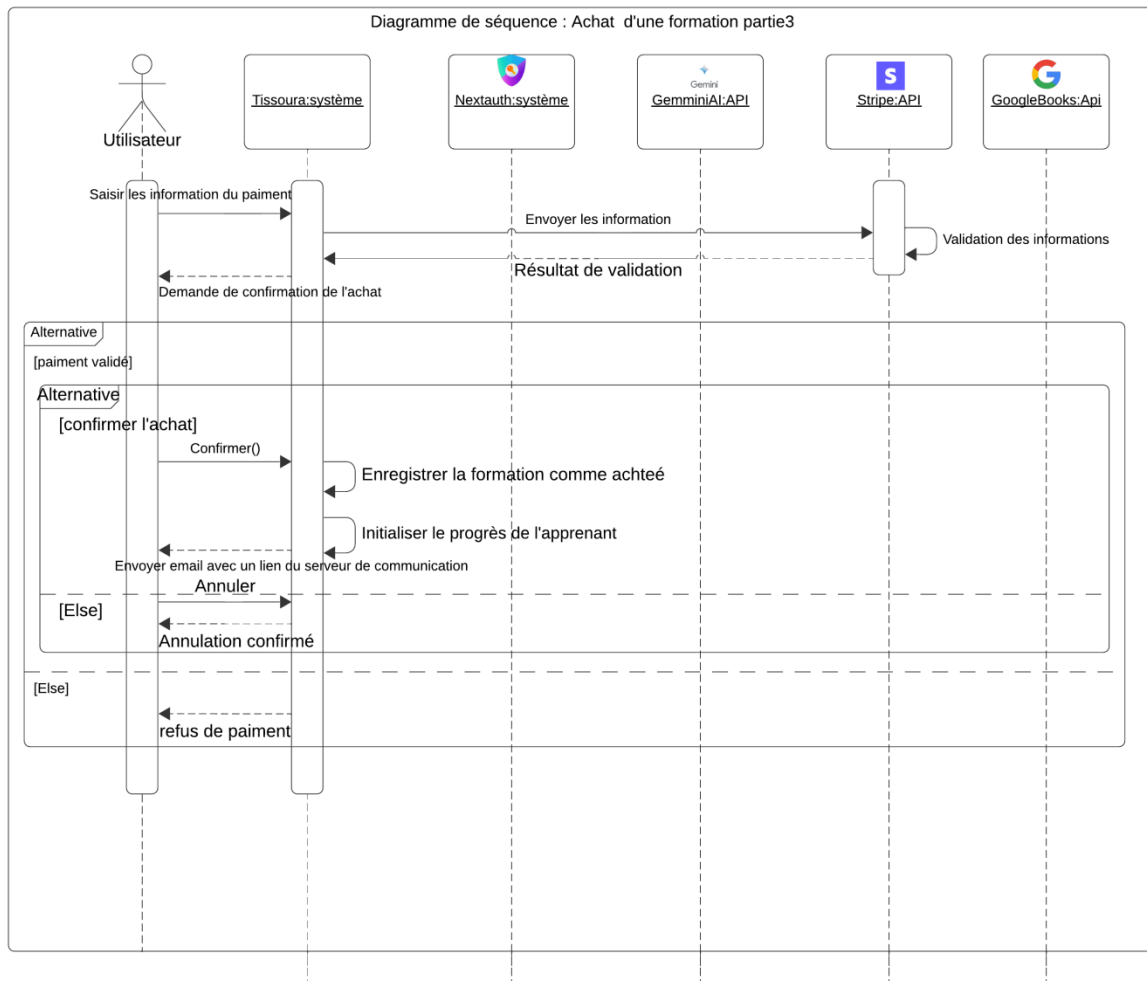 Diagramme de séquence : Achat  d'une formation partie3
Utilisateur
Tissoura:système
Nextauth:système
Gemini
GemminiAI:API
S
Stripe:API
GoogleBooks:Api
Saisir les information du paiment
Envoyer les information
Validation des informations
Résultat de validation
Demande de confirmation de l'achat
Alternative
[paiment validé]
Alternative
[confirmer l'achat]
Confirmer()
Enregistrer la formation comme achteé
Initialiser le progrès de l'apprenant
Envoyer email avec un lien du serveur de communication
Annuler
[Else]
Annulation confirmé
[Else]
refus de paiment